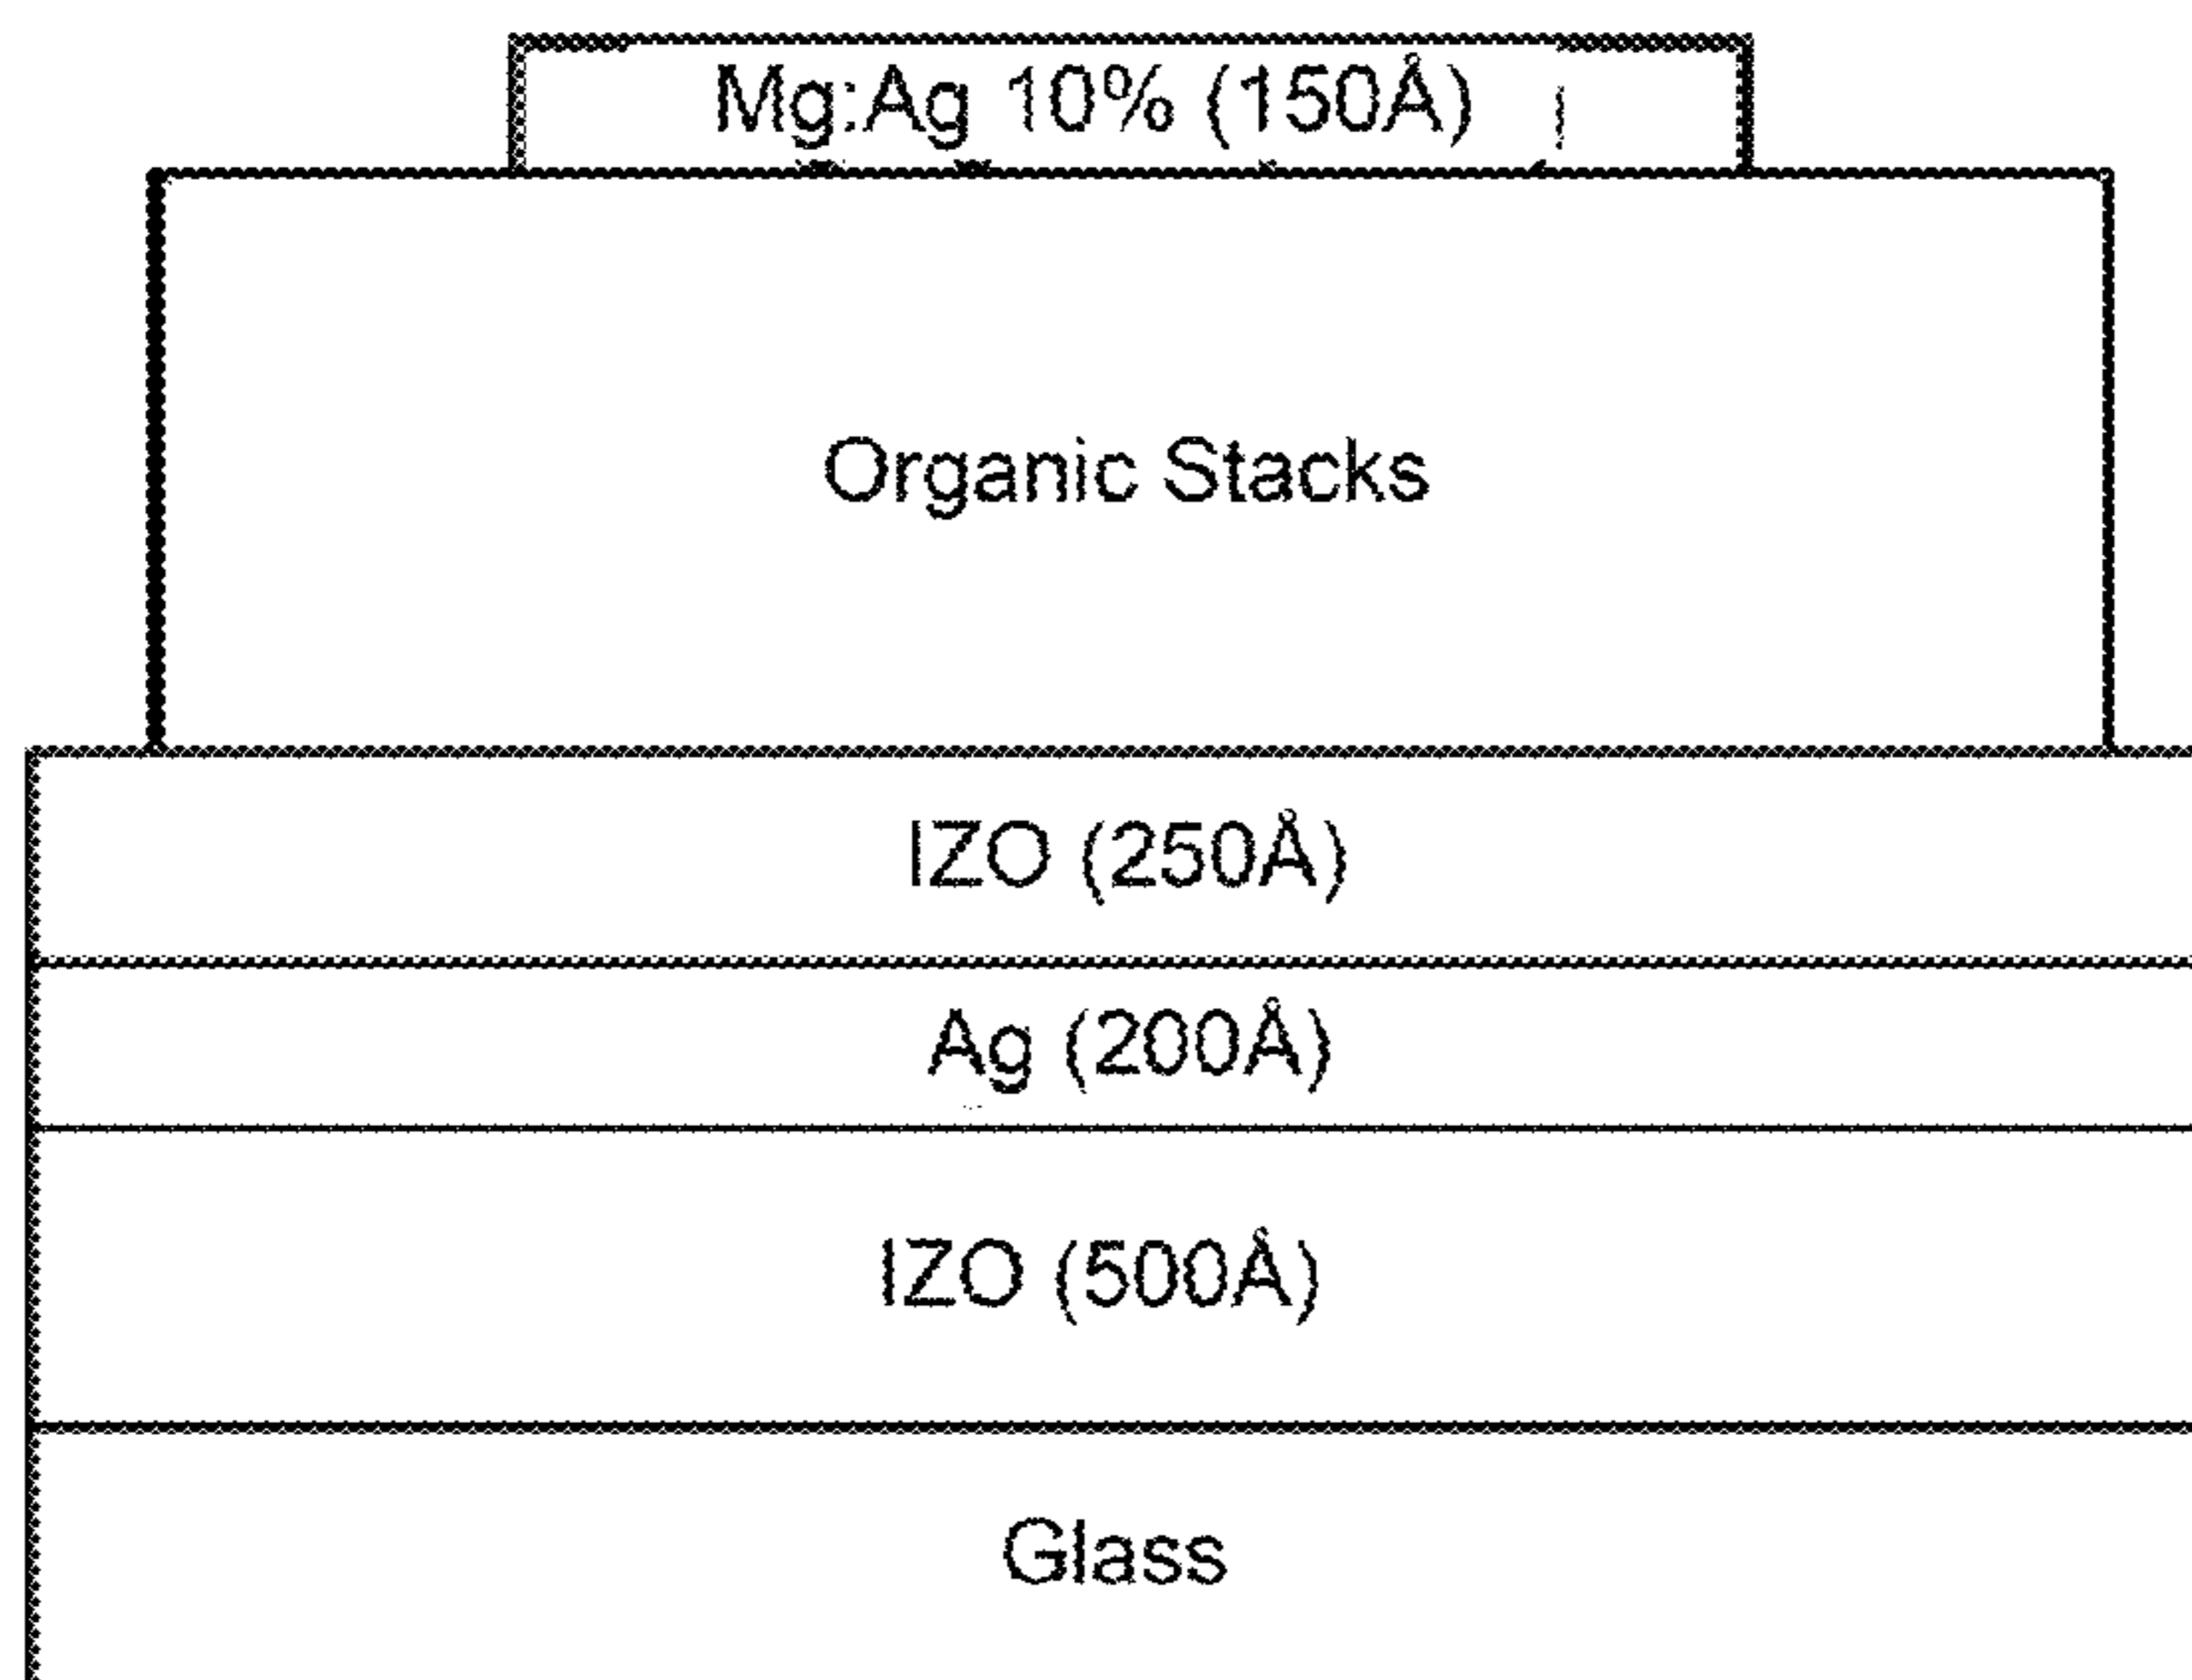 Mg:Ag 10% (150Å)
Organic Stacks
IZO (250Å)
Ag (200Å)
IZO (500Å)
Glass